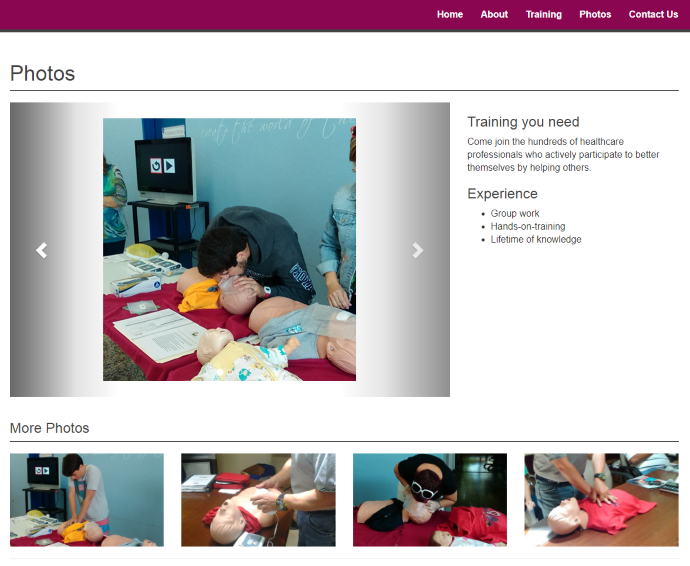 Home About Training Photos Contact Us
Photos
Training you need
Come join the hundreds of healthcare
professionals who actively participate to better
themselves by helping others.
Experience
Group work
Hands-on-training
Lifetime of knowledge
More Photos